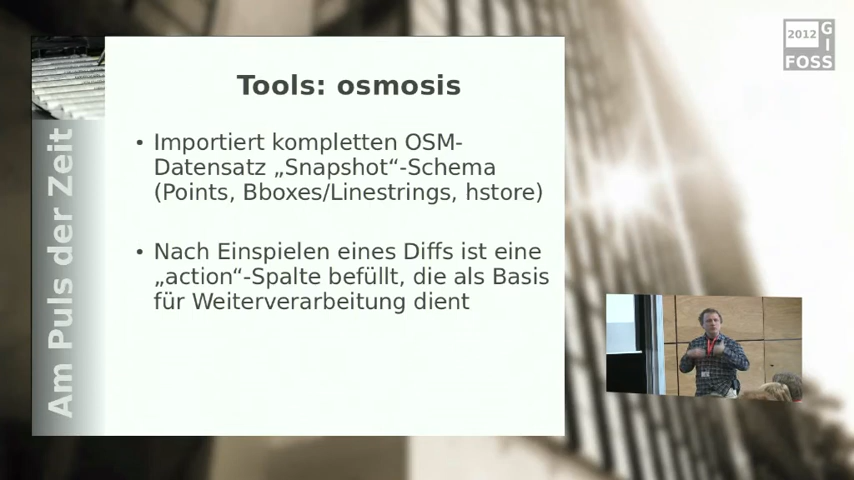 2012 G
I
FOSS
Tools: osmosis
• Importiert kompletten OSM-
Datensatz „Snapshot“-Schema
(Points, Bboxes/Linestrings, hstore)
• Nach Einspielen eines Diffs ist eine
„action“-Spalte befüllt, die als Basis
für Weiterverarbeitung dient
Am Puls der Zeit